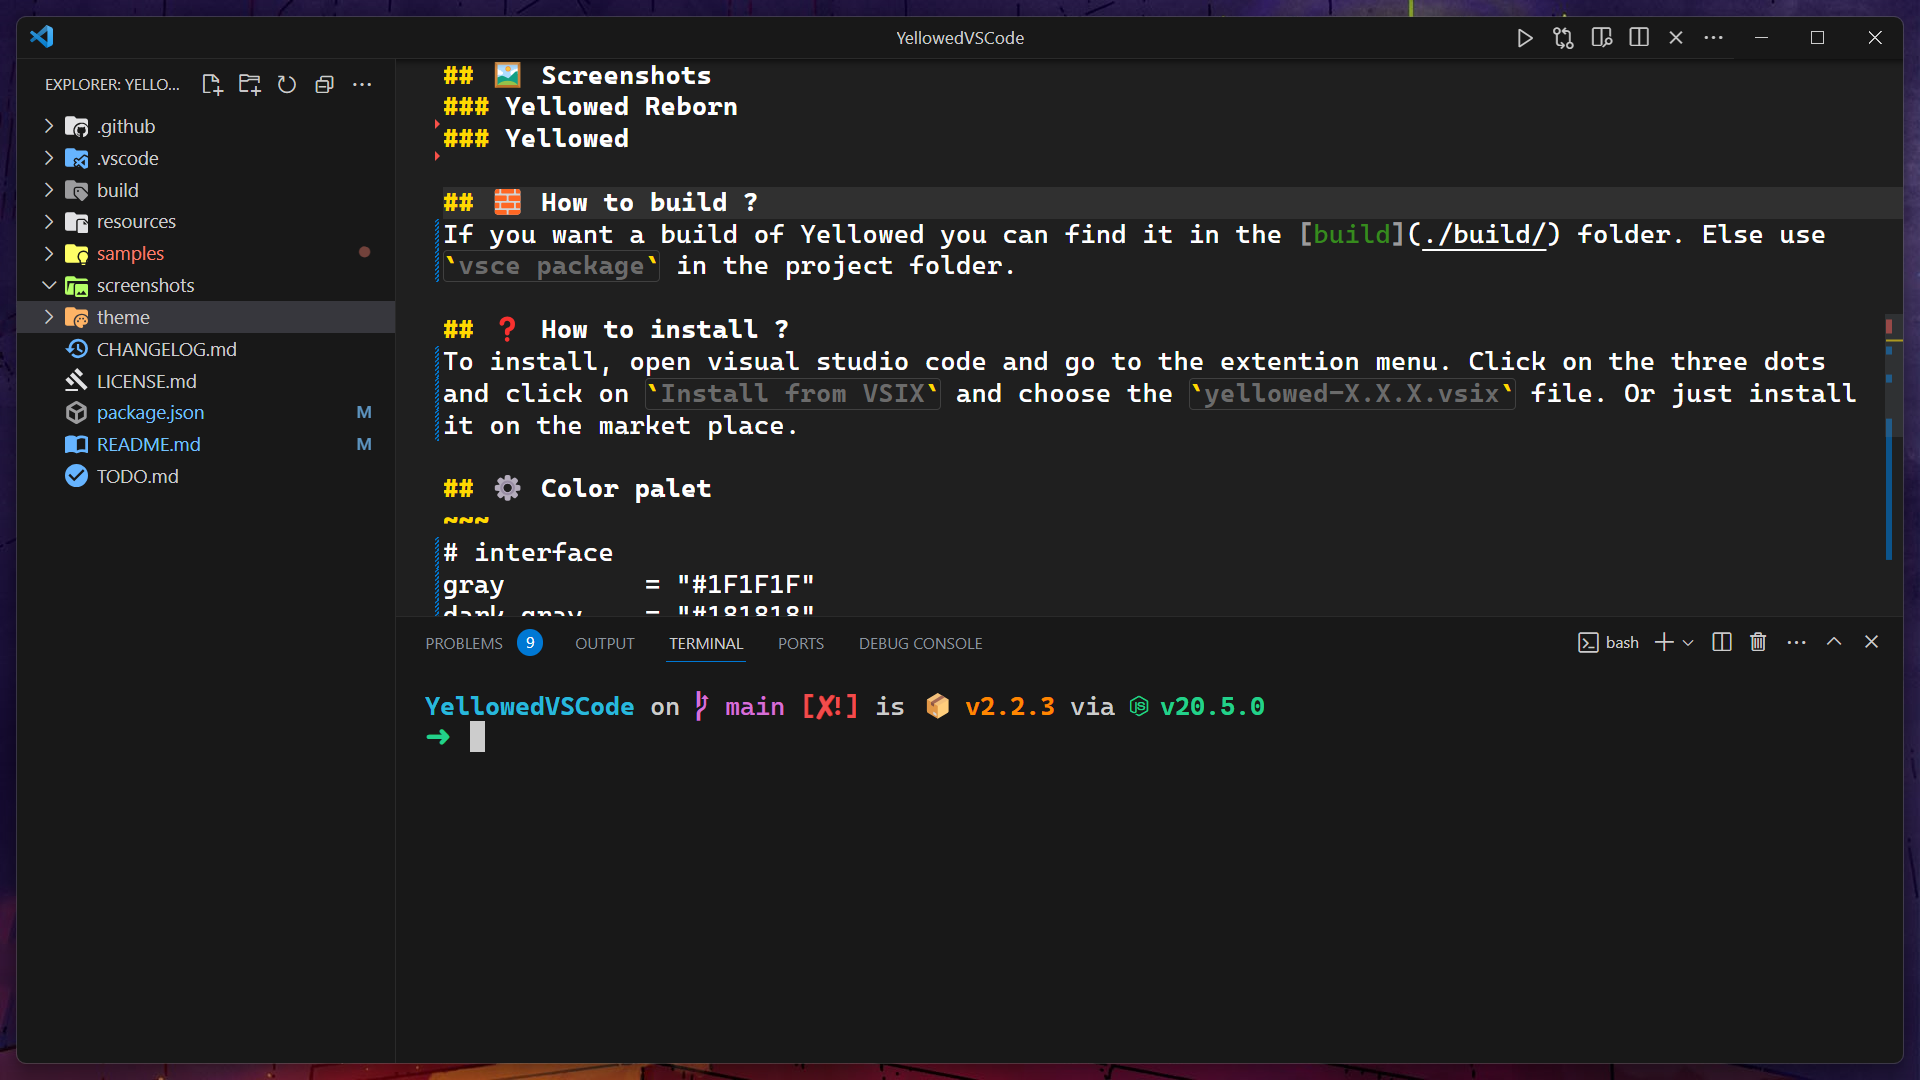 YellowedVSCode
EXPLORER: YELLO...
.github
.vscode
build
resources
samples
screenshots
theme
CHANGELOG.md
LICENSE.md
package.json M
README.md M
TODO.md
## 🖼️ Screenshots
### Yellowed Reborn
### Yellowed
## 🧱 How to build ?
If you want a build of Yellowed you can find it in the [build](./build/) folder. Else use
`vsce package` in the project folder.
## ❓ How to install ?
To install, open visual studio code and go to the extention menu. Click on the three dots
and click on `Install from VSIX` and choose the `yellowed-X.X.X.vsix` file. Or just install
it on the market place.
## ⚙️ Color palet
~~~
# interface
gray = "#1F1F1F"
dark gray = "#181818"
PROBLEMS 9 OUTPUT TERMINAL PORTS DEBUG CONSOLE
bash
YellowedVSCode on main [✘!] is 📦 v2.2.3 via v20.5.0
➜